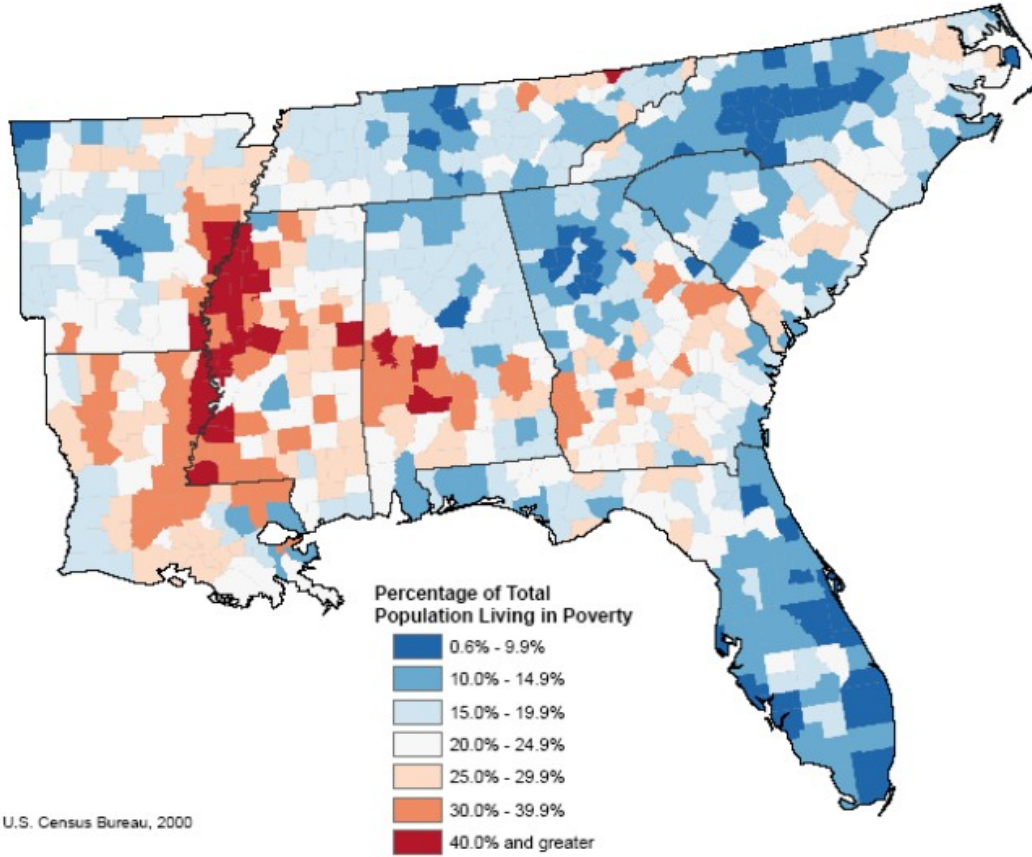 Percentage of Total
Population Living in Poverty
0.6% - 9.9%
10.0% - 14.9%
15.0% - 19.9%
20.0% - 24.9%
25.0% - 29.9%
30.0% - 39.9%
40.0% and greater
U.S. Census Bureau, 2000